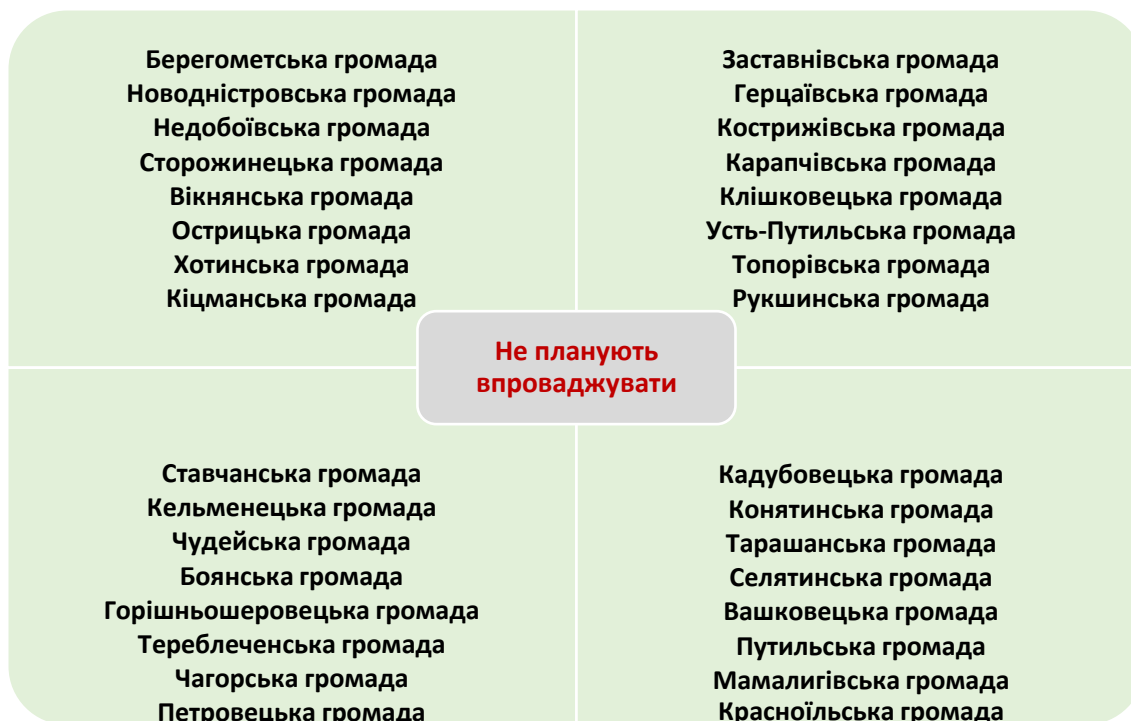 Берегометська громада
Новодністровська громада
Недобоївська громада
Сторожинецька громада
Вікнянська громада
Острицька громада
Хотинська громада
Кіцманська громада
Заставнівська громада
Герцаївська громада
Кострижівська громада
Карапчівська громада
Клішковецька громада
Усть-Путильська громада
Топорівська громада
Рукшинська громада
Не планують
впроваджувати
Ставчанська громада
Кельменецька громада
Чудейська громада
Боянська громада
Горішньошеровецька громада
Тереблеченська громада
Чагорська громада
Петровецька громада
Кадубовецька громада
Конятинська громада
Тарашанська громада
Селятинська громада
Вашковецька громада
Путильська громада
Мамалигівська громада
Красноїльська громада